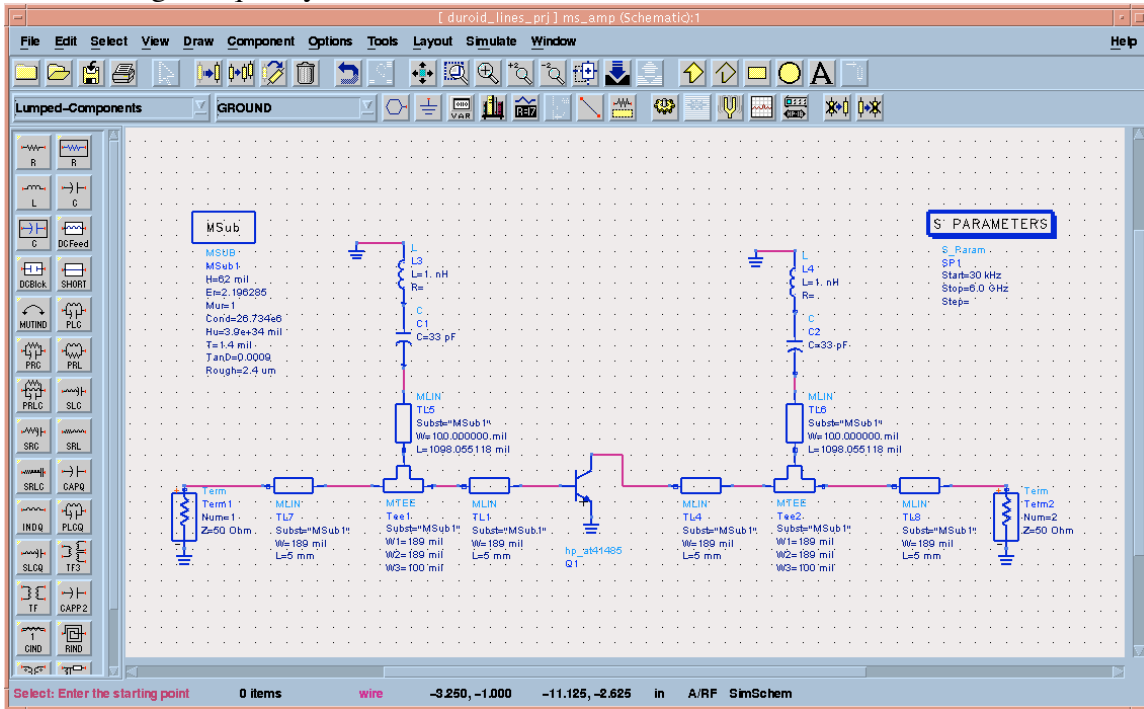 [ duroid_lines_prj ] ms_amp (Schematic):1
File Edit Select View Draw Component Options Tools Layout Simulate Window Help
Lumped-Components GROUND
VAR
R R
L C
C DCFeed
DCBlck SHORT
MUTIND PLC
PRC PRL
PRLC SLC
SRC SRL
SRLC CAPQ
INDQ PLCQ
SLCQ TF3
TF CAPP2
CIND RIND
MSub
MSUB
MSub1
H=62 mil
Er=2.196285
Mur=1
Cond=26.734e6
Hu=3.9e+34 mil
T=1.4 mil
TanD=0.0009
Rough=2.4 um
L
L3
L=1. nH
R=
C
C1
C=33 pF
MLIN
TL5
Subst="MSub1"
W=100.000000 mil
L=1098.055118 mil
L
L4
L=1. nH
R=
C
C2
C=33 pF
MLIN
TL6
Subst="MSub1"
W=100.000000 mil
L=1098.055118 mil
S PARAMETERS
S_Param
SP1
Start=30 kHz
Stop=6.0 GHz
Step=
Term
Term1
Num=1
Z=50 Ohm
MLIN
TL7
Subst="MSub1"
W=189 mil
L=5 mm
MTEE
Tee1
Subst="MSub1"
W1=189 mil
W2=189 mil
W3=100 mil
MLIN
TL1
Subst="MSub1"
W=189 mil
L=5 mm
hp_at41485
Q1
MLIN
TL4
Subst="MSub1"
W=189 mil
L=5 mm
MTEE
Tee2
Subst="MSub1"
W1=189 mil
W2=189 mil
W3=100 mil
MLIN
TL8
Subst="MSub1"
W=189 mil
L=5 mm
Term
Term2
Num=2
Z=50 Ohm
Select: Enter the starting point 0 items wire -3.250, -1.000 -11.125, -2.625 in A/RF SimSchem